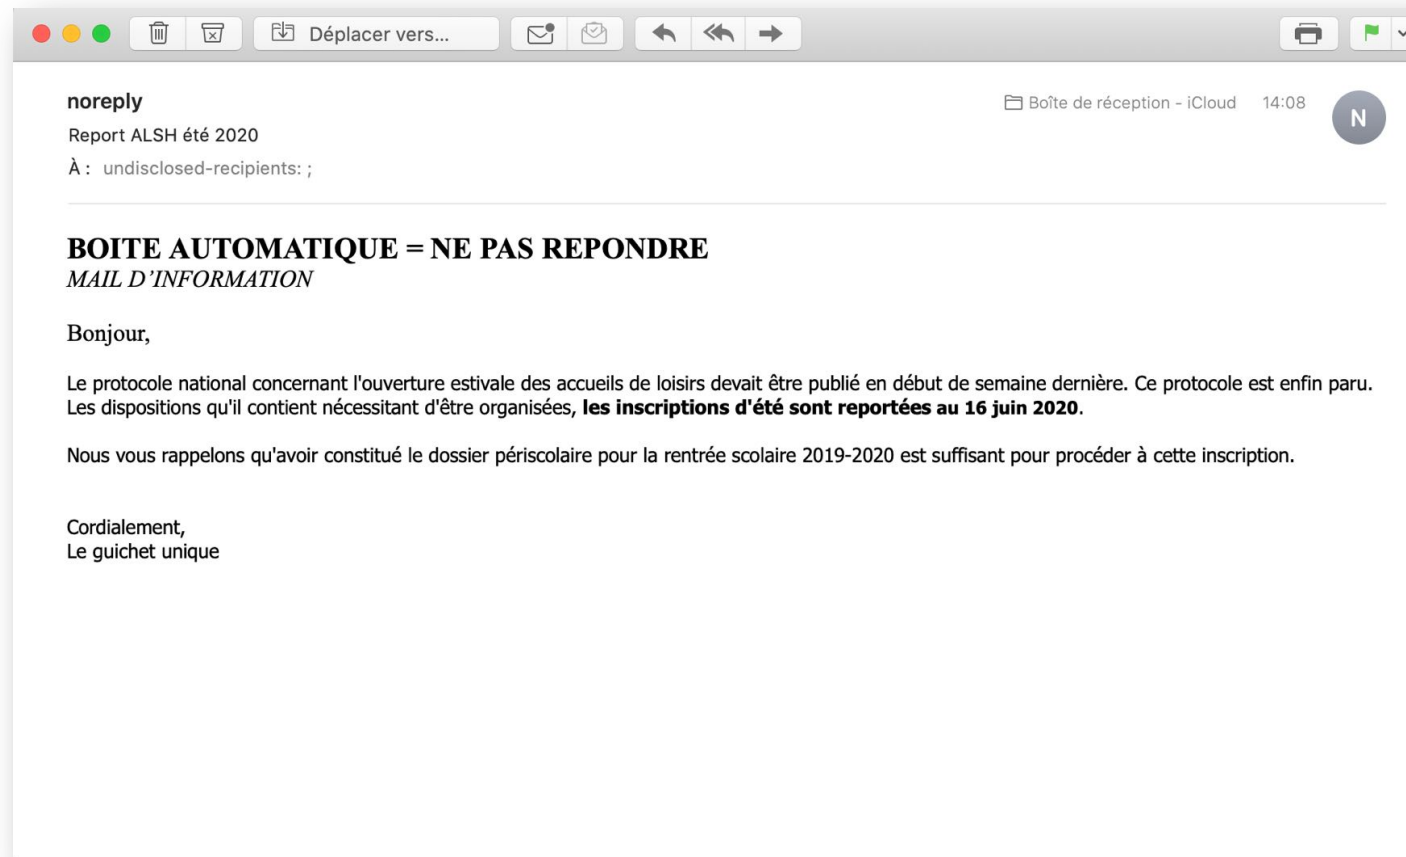 Déplacer vers...
noreply
Boîte de réception - iCloud 14:08
N
Report ALSH été 2020
À : undisclosed-recipients: ;
BOITE AUTOMATIQUE = NE PAS REPONDRE
MAIL D’INFORMATION
Bonjour,
Le protocole national concernant l'ouverture estivale des accueils de loisirs devait être publié en début de semaine dernière. Ce protocole est enfin paru.
Les dispositions qu'il contient nécessitant d'être organisées, les inscriptions d'été sont reportées au 16 juin 2020.
Nous vous rappelons qu'avoir constitué le dossier périscolaire pour la rentrée scolaire 2019-2020 est suffisant pour procéder à cette inscription.
Cordialement,
Le guichet unique